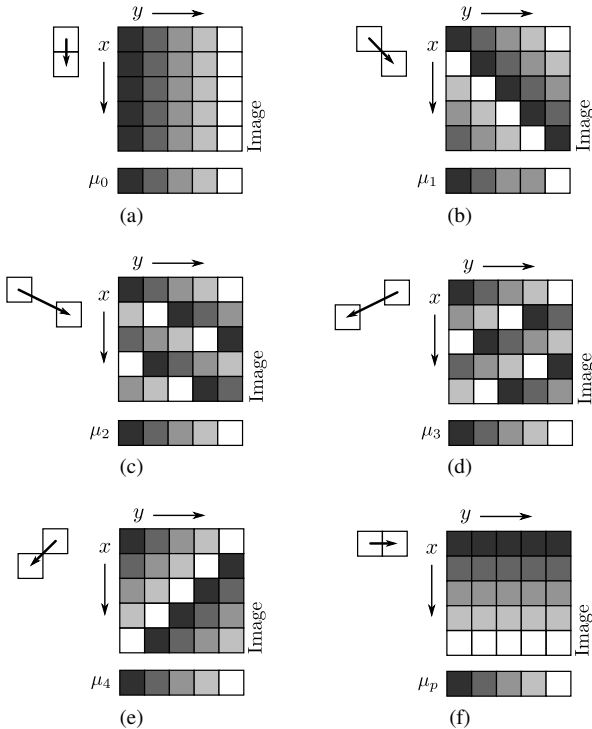 y
x
Image
μ0
(a)
y
x
Image
μ1
(b)
y
x
Image
μ2
(c)
y
x
Image
μ3
(d)
y
x
Image
μ4
(e)
y
x
Image
μp
(f)